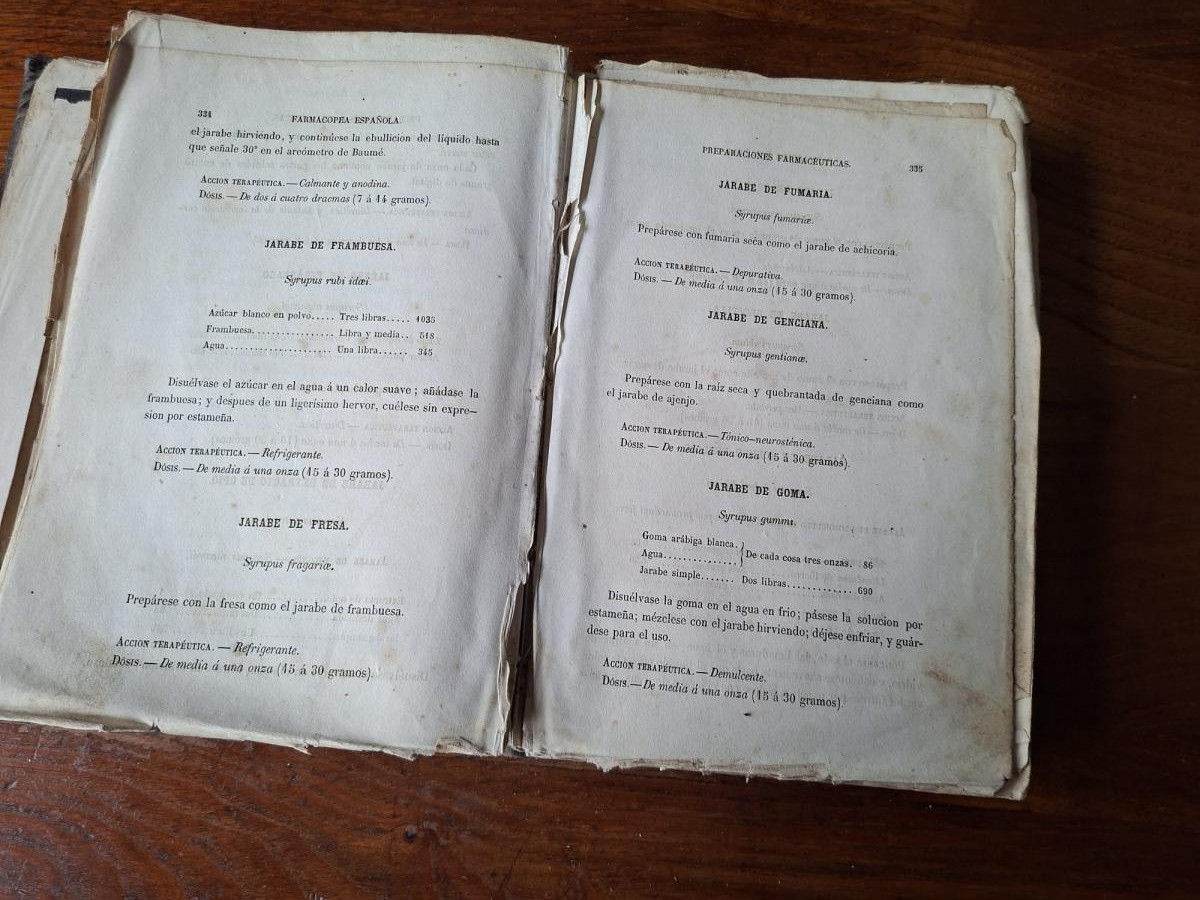 334
FARMACOPEA ESPAÑOLA.
el jarabe hirviendo, y continúese la ebullicion del líquido hasta
que señale 30° en el areómetro de Baumé.
ACCION TERAPÉUTICA.—Calmante y anodina.
DÓSIS.—De dos á cuatro dracmas (7 á 14 gramos).
JARABE DE FRAMBUESA.
Syrupus rubi idæi.
Azúcar blanco en polvo..... Tres libras..... 1035
Frambuesa................ Libra y media.. 518
Agua...................... Una libra...... 345
Disuélvase el azúcar en el agua á un calor suave; añádase la
frambuesa; y despues de un ligerísimo hervor, cuélese sin expre-
sion por estameña.
ACCION TERAPÉUTICA.—Refrigerante.
DÓSIS.—De media á una onza (15 á 30 gramos).
JARABE DE FRESA.
Syrupus fragariæ.
Prepárese con la fresa como el jarabe de frambuesa.
ACCION TERAPÉUTICA.—Refrigerante.
DÓSIS.—De media á una onza (15 á 30 gramos).
PREPARACIONES FARMACÉUTICAS.
335
JARABE DE FUMARIA.
Syrupus fumariæ.
Prepárese con fumaria seca como el jarabe de achicoria.
ACCION TERAPÉUTICA.—Depurativa.
DÓSIS.—De media á una onza (15 á 30 gramos).
JARABE DE GENCIANA.
Syrupus gentianæ.
Prepárese con la raíz seca y quebrantada de genciana como
el jarabe de ajenjo.
ACCION TERAPÉUTICA.—Tónico-neurosténica.
DÓSIS.—De media á una onza (15 á 30 gramos).
JARABE DE GOMA.
Syrupus gummi.
Goma arábiga blanca.
Agua.............. De cada cosa tres onzas. 86
Jarabe simple....... Dos libras............. 690
Disuélvase la goma en el agua en frio; pásese la solucion por
estameña; mézclese con el jarabe hirviendo; déjese enfriar, y guár-
dese para el uso.
ACCION TERAPÉUTICA.—Demulcente.
DÓSIS.—De media á una onza (15 á 30 gramos).